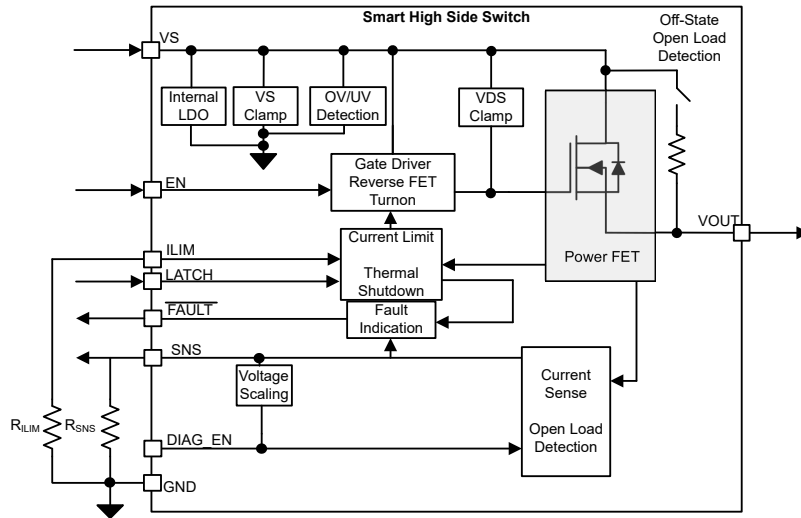 Smart High Side Switch
Off-State
Open Load
Detection
VS
Internal
LDO
VS
Clamp
OV/UV
Detection
VDS
Clamp
EN
Gate Driver
Reverse FET
Turnon
VOUT
ILIM
Current Limit
Thermal
Shutdown
Power FET
LATCH
FAULT
Fault
Indication
SNS
Voltage
Scaling
Current
Sense
Open Load
Detection
RILIM
RSNS
DIAG_EN
GND